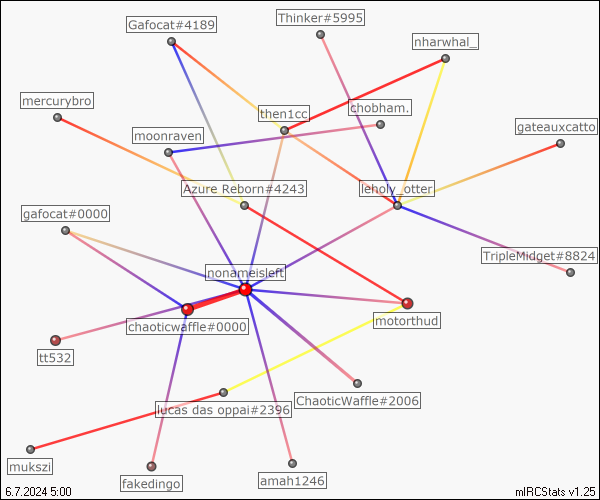 Thinker#5995
Gafocat#4189
nharwhal_
mercurybro
chobham.
then1cc
gateauxcatto
moonraven
Azure Reborn#4243
leholy_otter
gafocat#0000
TripleMidget#8824
nonameisleft
chaoticwaffle#0000
motorthud
tt532
ChaoticWaffle#2006
lucas das oppai#2396
mukszi
fakedingo
amah1246
6.7.2024 5:00
mIRCStats v1.25